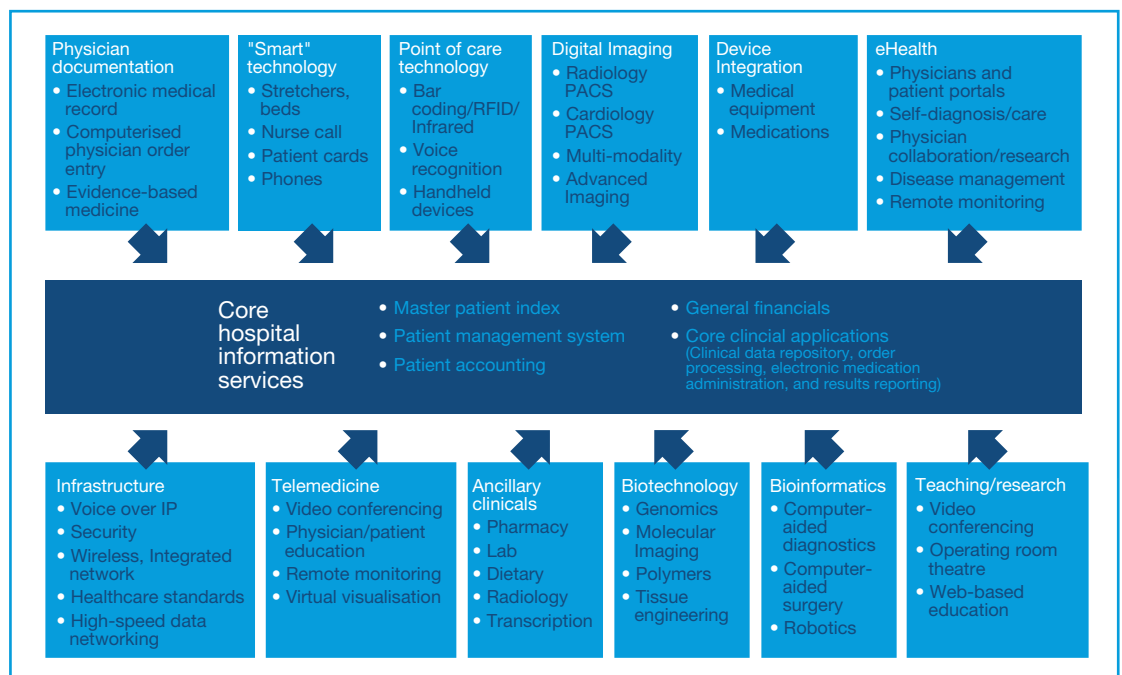 Physician
documentation
• Electronic medical
record
• Computerised
physician order
entry
• Evidence-based
medicine
"Smart"
technology
• Stretchers,
beds
• Nurse call
• Patient cards
• Phones
Point of care
technology
• Bar
coding/RFID/
Infrared
• Voice
recognition
• Handheld
devices
Digital Imaging
• Radiology
PACS
• Cardiology
PACS
• Multi-modality
• Advanced
Imaging
Device
Integration
• Medical
equipment
• Medications
eHealth
• Physicians and
patient portals
• Self-diagnosis/care
• Physician
collaboration/research
• Disease management
• Remote monitoring
Core
hospital
information
services
• Master patient index
• Patient management system
• Patient accounting
• General financials
• Core clincial applications
(Clinical data repository, order
processing, electronic medication
administration, and results reporting)
Infrastructure
• Voice over IP
• Security
• Wireless, Integrated
network
• Healthcare standards
• High-speed data
networking
Telemedicine
• Video conferencing
• Physician/patient
education
• Remote monitoring
• Virtual visualisation
Ancillary
clinicals
• Pharmacy
• Lab
• Dietary
• Radiology
• Transcription
Biotechnology
• Genomics
• Molecular
Imaging
• Polymers
• Tissue
engineering
Bioinformatics
• Computer-
aided
diagnostics
• Computer-
aided
surgery
• Robotics
Teaching/research
• Video
conferencing
• Operating room
theatre
• Web-based
education